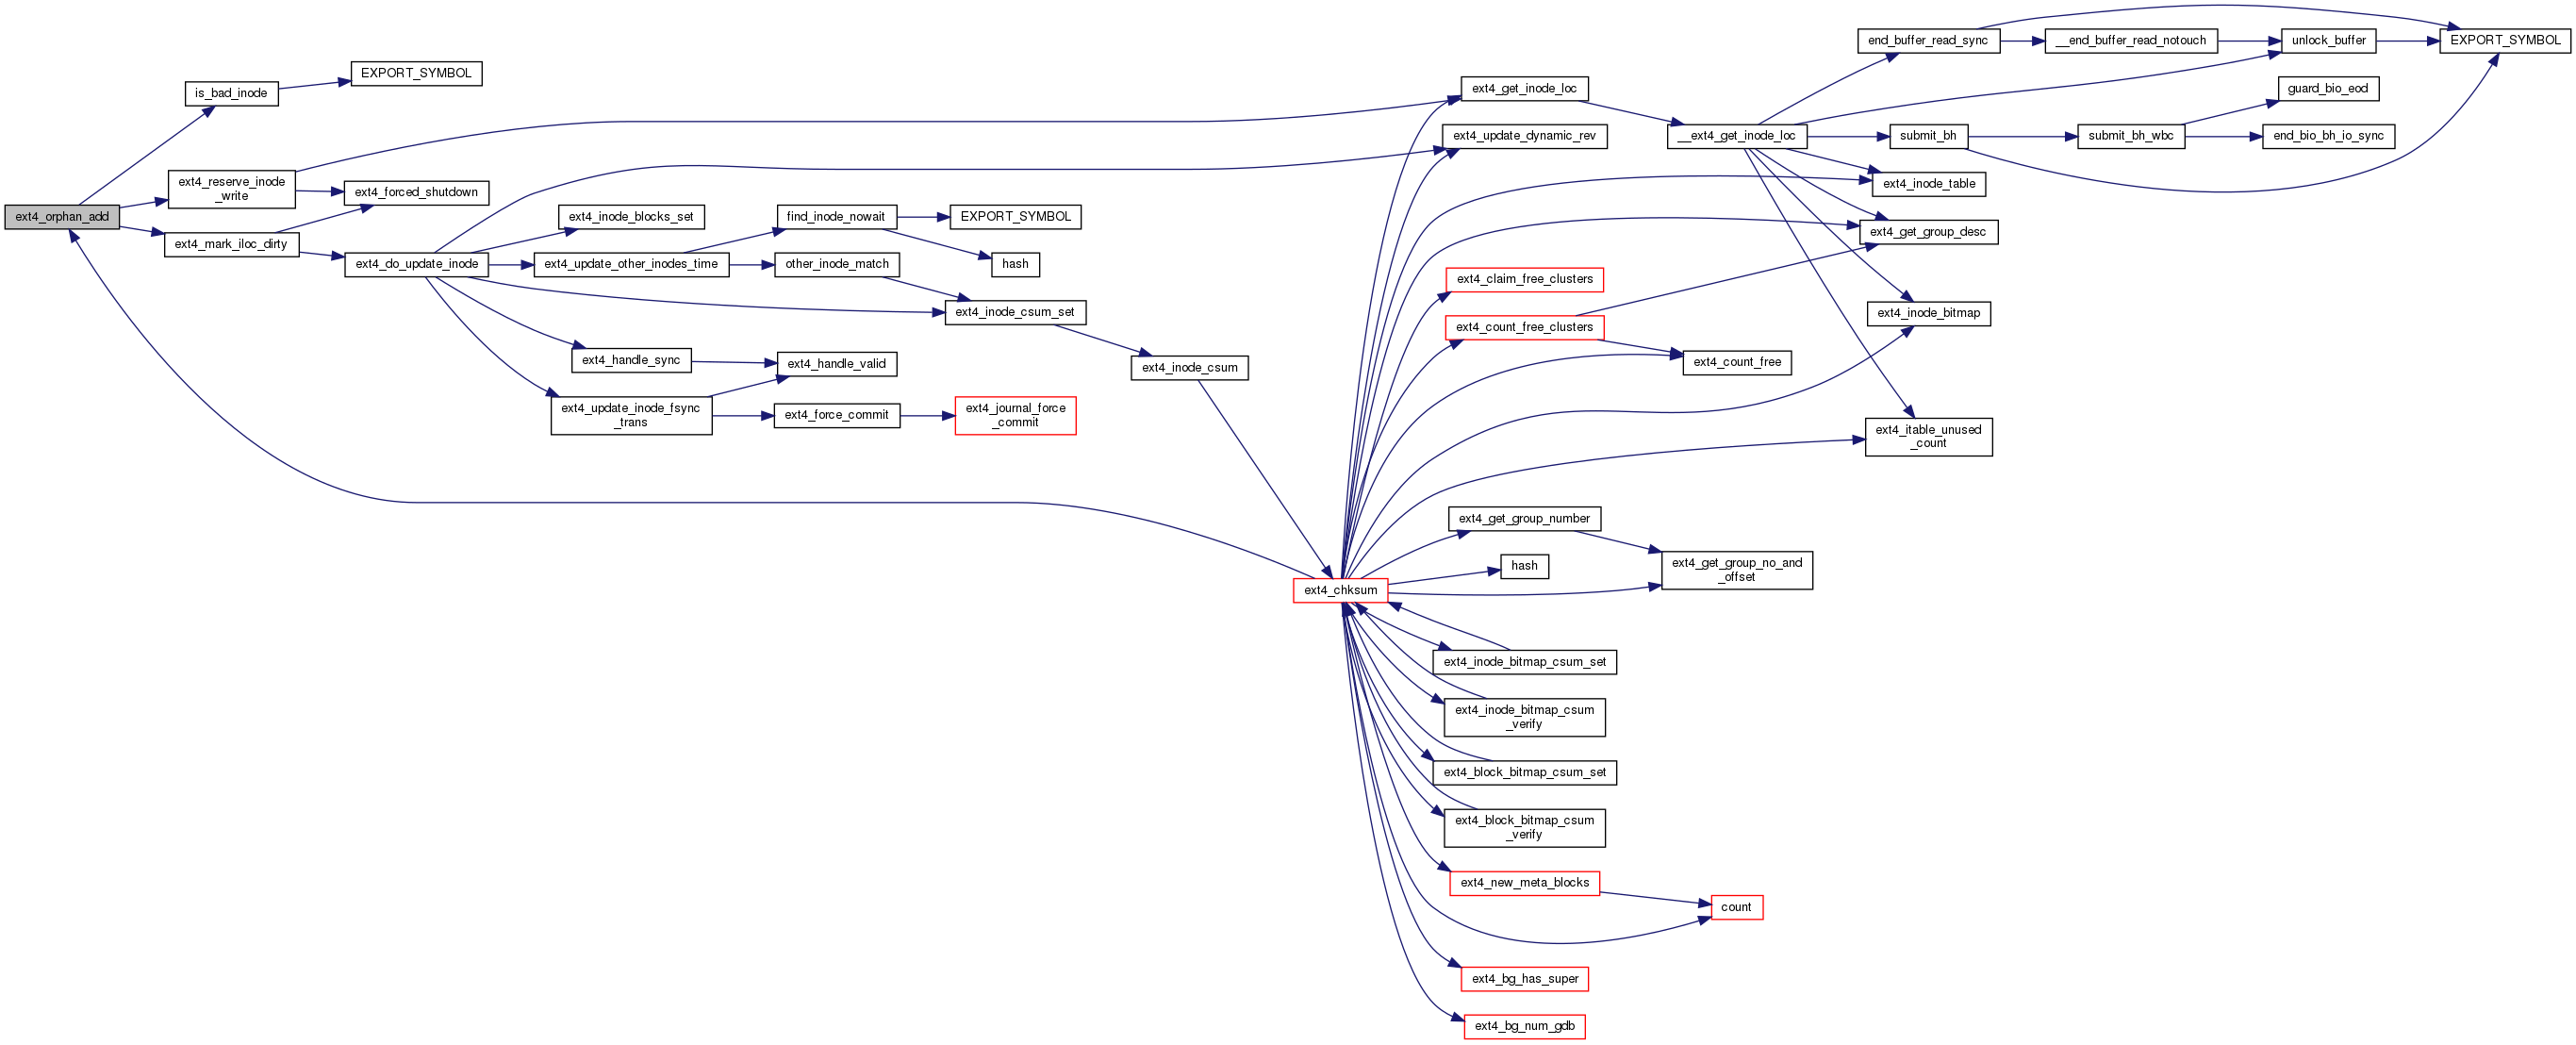 ext4_orphan_add
is_bad_inode
EXPORT_SYMBOL
ext4_reserve_inode
_write
ext4_forced_shutdown
ext4_mark_iloc_dirty
ext4_do_update_inode
ext4_inode_blocks_set
ext4_update_other_inodes_time
find_inode_nowait
EXPORT_SYMBOL
hash
other_inode_match
ext4_inode_csum_set
ext4_handle_sync
ext4_handle_valid
ext4_update_inode_fsync
_trans
ext4_force_commit
ext4_journal_force
_commit
ext4_inode_csum
ext4_chksum
ext4_get_inode_loc
ext4_update_dynamic_rev
ext4_claim_free_clusters
ext4_count_free_clusters
ext4_count_free
ext4_get_group_number
hash
ext4_get_group_no_and
_offset
ext4_inode_bitmap_csum_set
ext4_inode_bitmap_csum
_verify
ext4_block_bitmap_csum_set
ext4_block_bitmap_csum
_verify
ext4_new_meta_blocks
count
ext4_bg_has_super
ext4_bg_num_gdb
__ext4_get_inode_loc
end_buffer_read_sync
__end_buffer_read_notouch
unlock_buffer
EXPORT_SYMBOL
submit_bh
submit_bh_wbc
guard_bio_eod
end_bio_bh_io_sync
ext4_inode_table
ext4_get_group_desc
ext4_inode_bitmap
ext4_itable_unused
_count